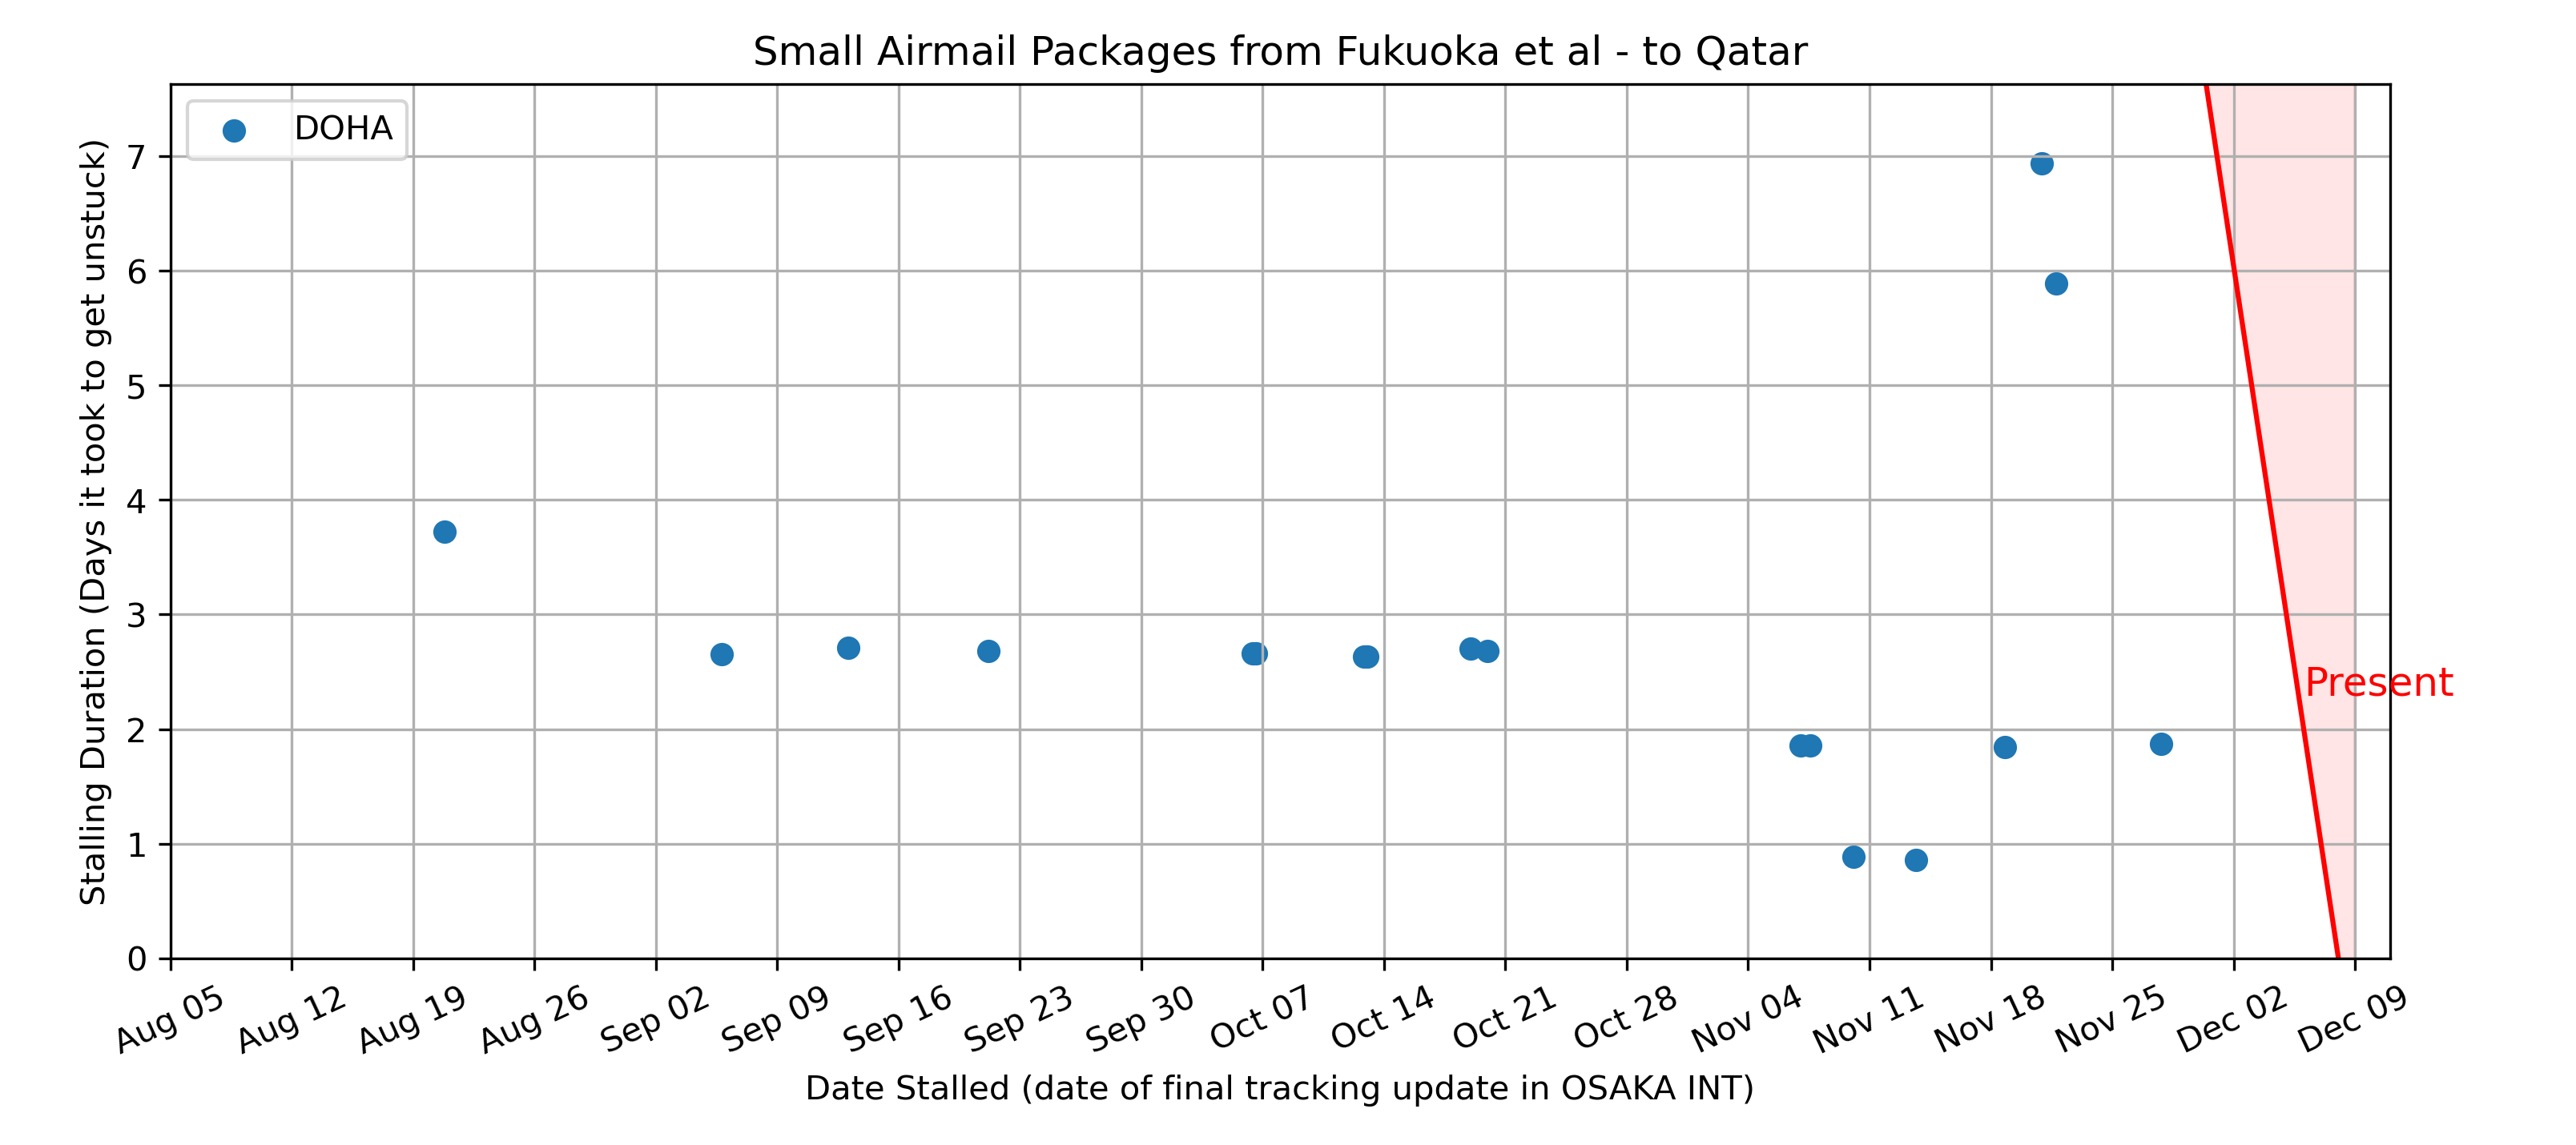 Small Airmail Packages from Fukuoka et al - to Qatar
DOHA
Stalling Duration (Days it took to get unstuck)
7
6
5
4
3
2
1
0
Present
Aug 05
Aug 12
Aug 19
Aug 26
Sep 02
Sep 09
Sep 16
Sep 23
Sep 30
Oct 07
Oct 14
Oct 21
Oct 28
Nov 04
Nov 11
Nov 18
Nov 25
Dec 02
Dec 09
Date Stalled (date of final tracking update in OSAKA INT)